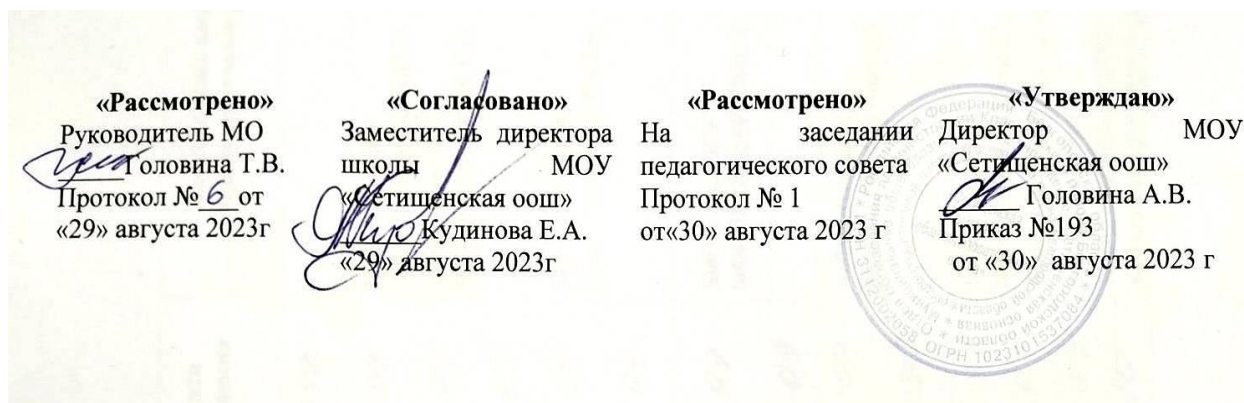 «Рассмотрено»
Руководитель МО
Головина Т.В.
Протокол № 6 от
«29» августа 2023г
«Согласовано»
Заместитель директора
школы МОУ
«Сетищенская оош»
Кудинова Е.А.
«29» августа 2023г
«Рассмотрено»
На заседании
педагогического совета
Протокол № 1
от«30» августа 2023 г
«Утверждаю»
Директор МОУ
«Сетищенская оош»
Головина А.В.
Приказ №193
от «30» августа 2023 г
ОГРН 1023101537084